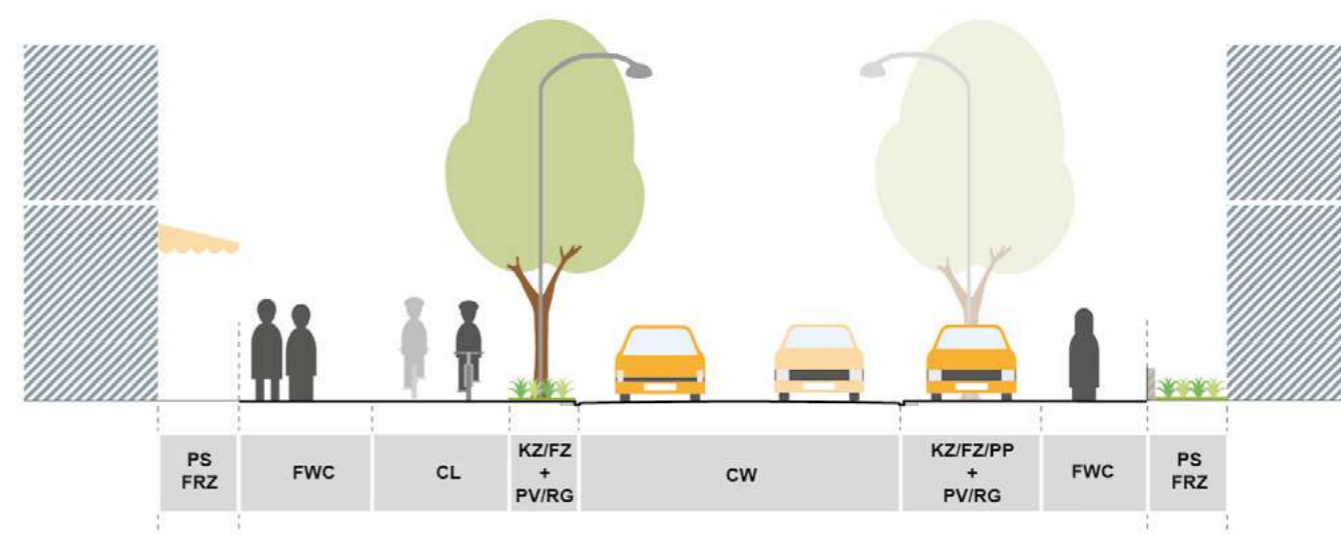 PS
FRZ
FWC
CL
KZ/FZ
+
PV/RG
CW
KZ/FZ/PP
+
PV/RG
FWC
PS
FRZ